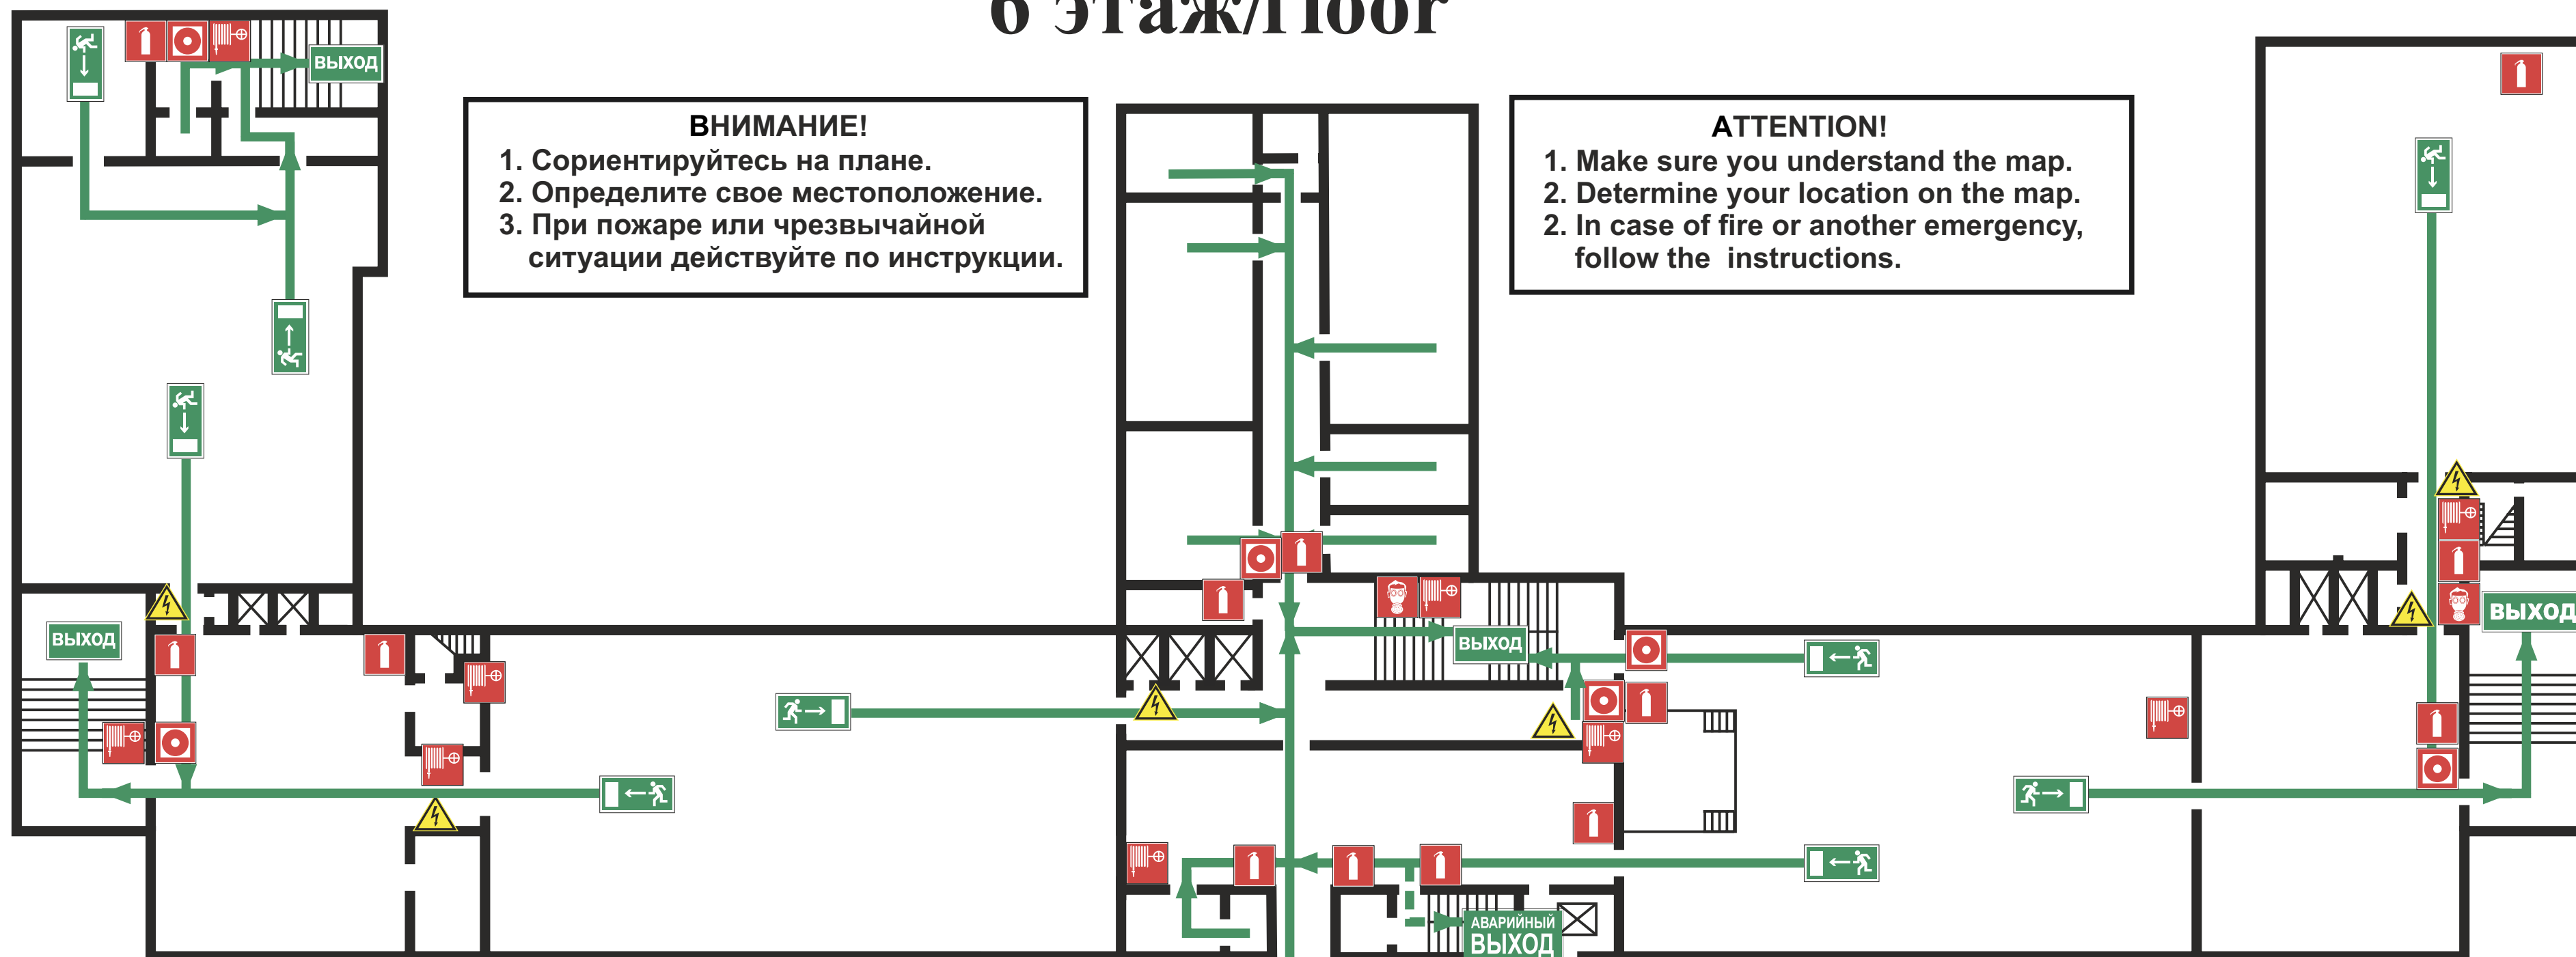 6 этаж/Floor
ВЫХОД
ВНИМАНИЕ!
1. Сориентируйтесь на плане.
2. Определите свое местоположение.
3. При пожаре или чрезвычайной
ситуации действуйте по инструкции.
ATTENTION!
1. Make sure you understand the map.
2. Determine your location on the map.
2. In case of fire or another emergency,
follow the instructions.
ВЫХОД
ВЫХОД
ВЫХОД
АВАРИЙНЫЙ
ВЫХОД